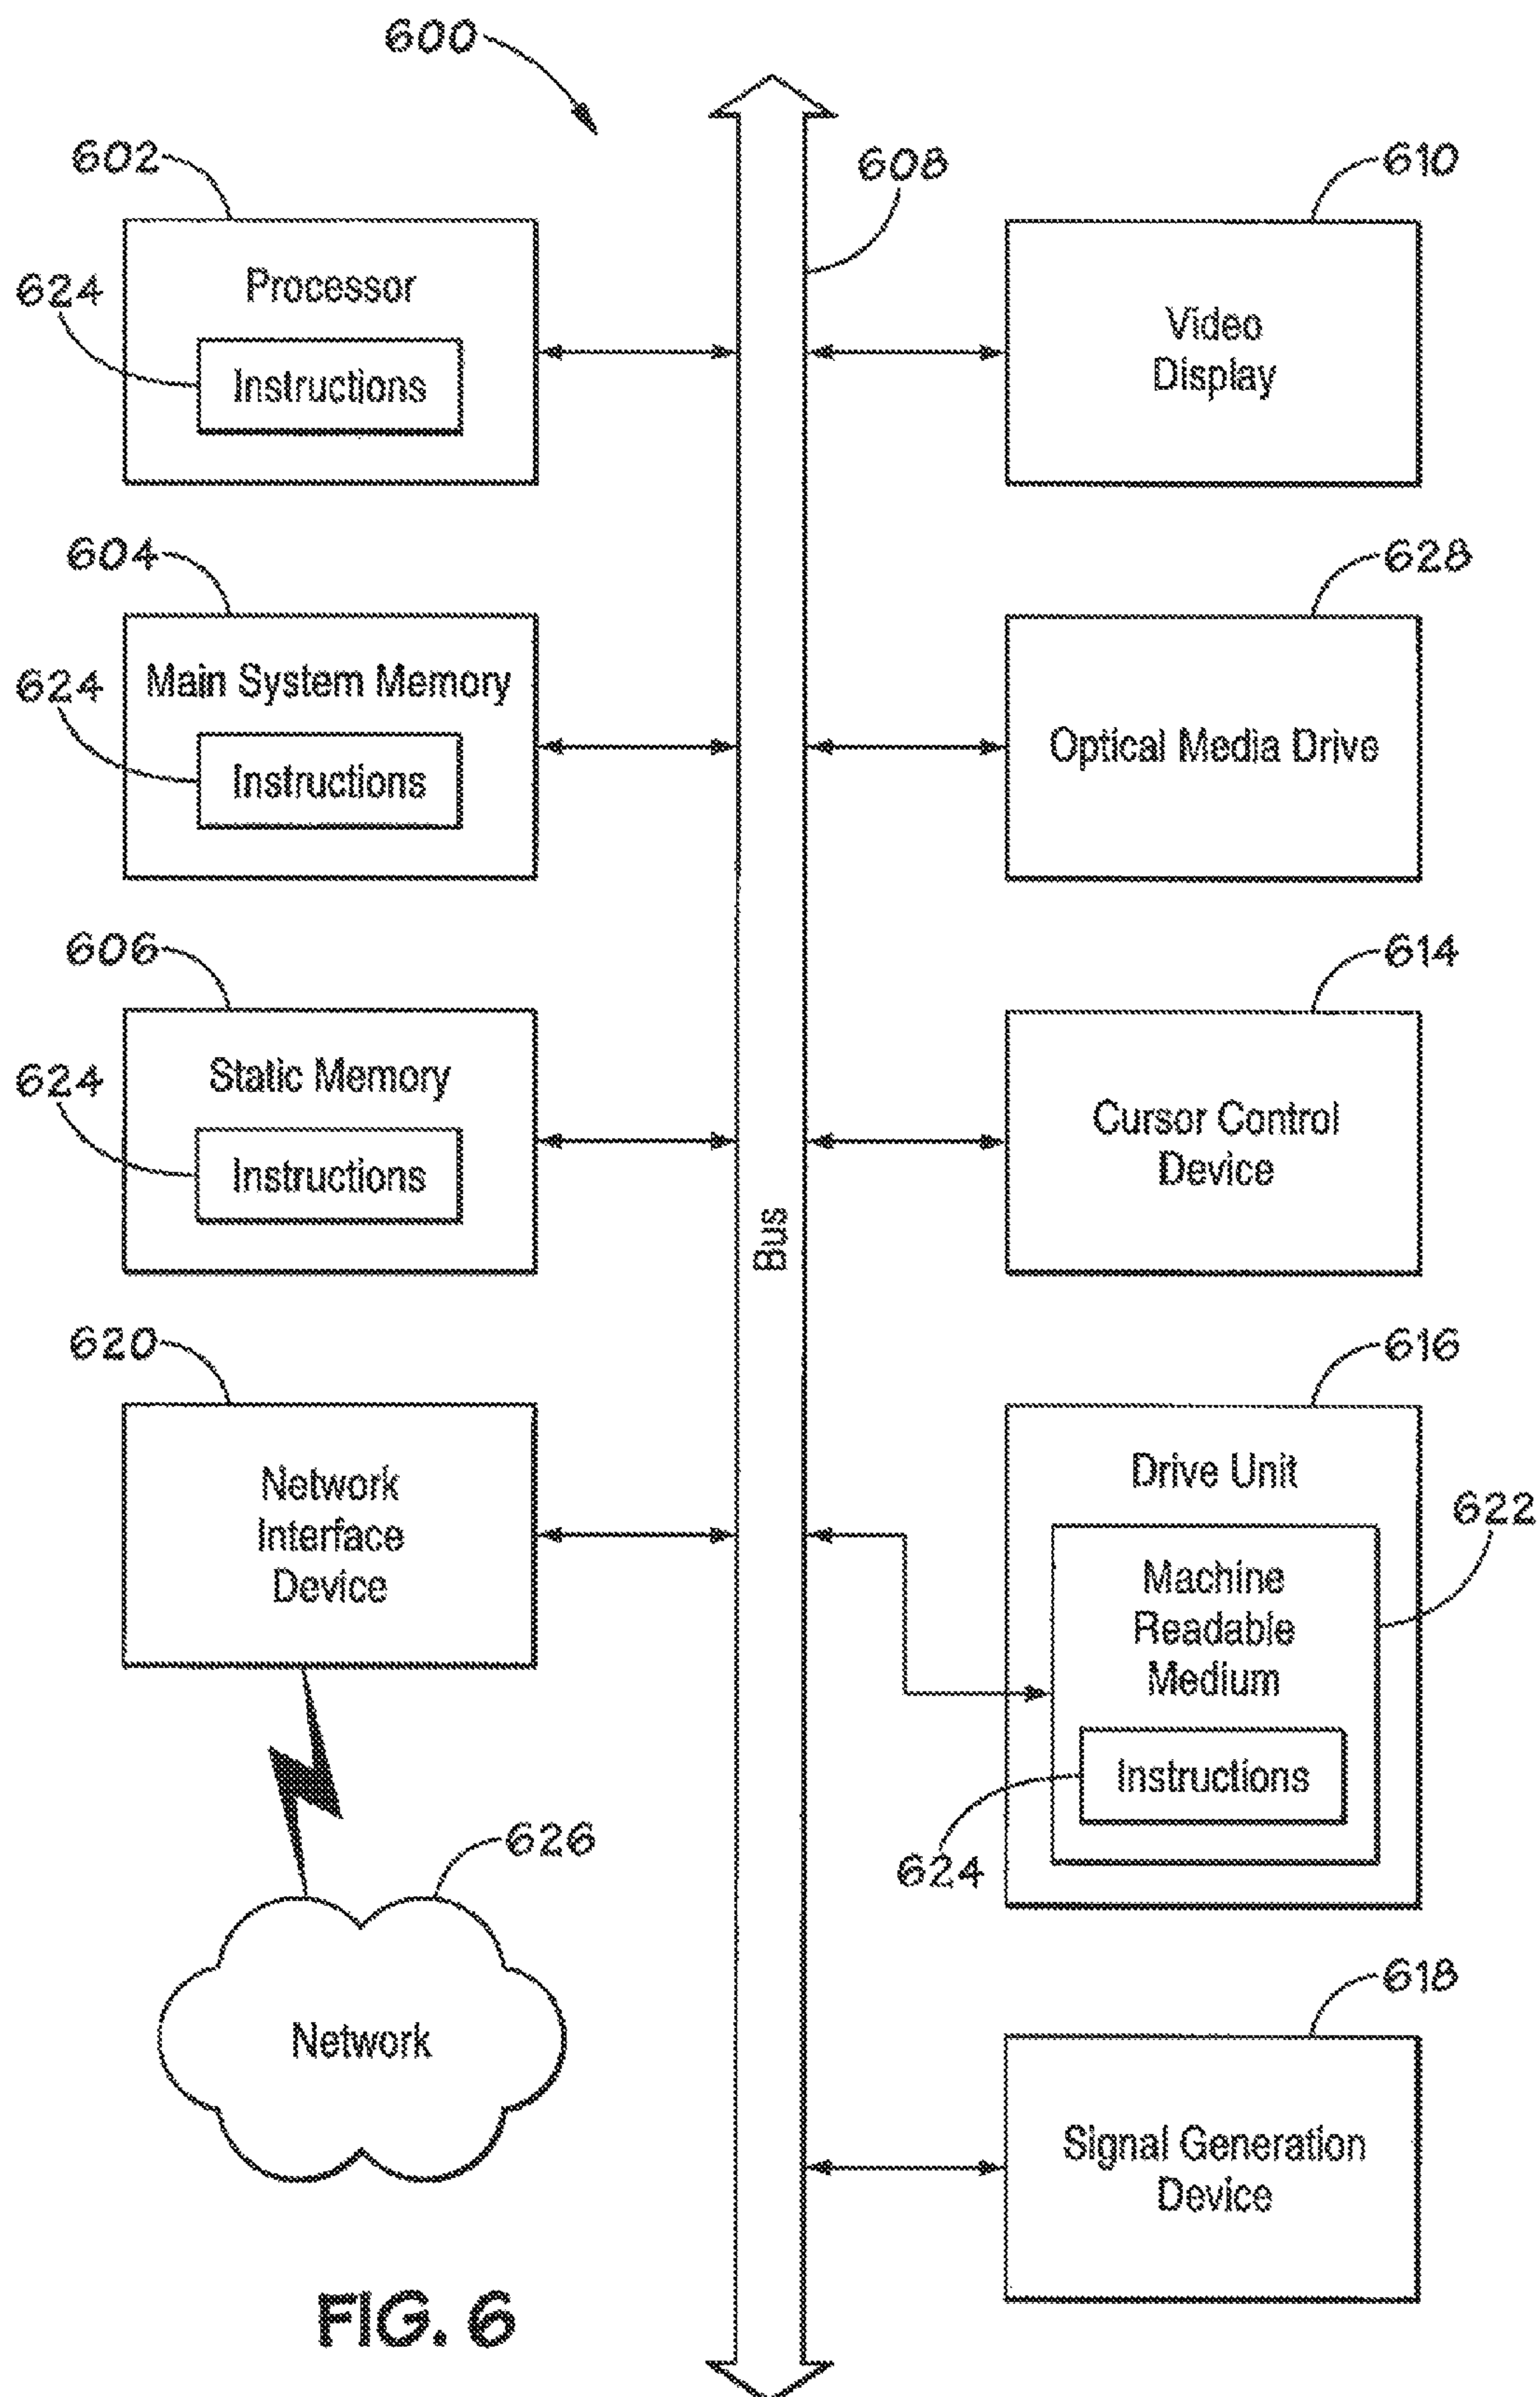 600
602
608
610
Processor
624
Instructions
Video
Display
604
628
Main System Memory
624
Instructions
Optical Media Drive
606
614
Static Memory
624
Instructions
Cursor Control
Device
Bus
620
616
Network
Interface
Device
Drive Unit
622
Machine
Readable
Medium
Instructions
624
626
Network
618
Signal Generation
Device
FIG. 6